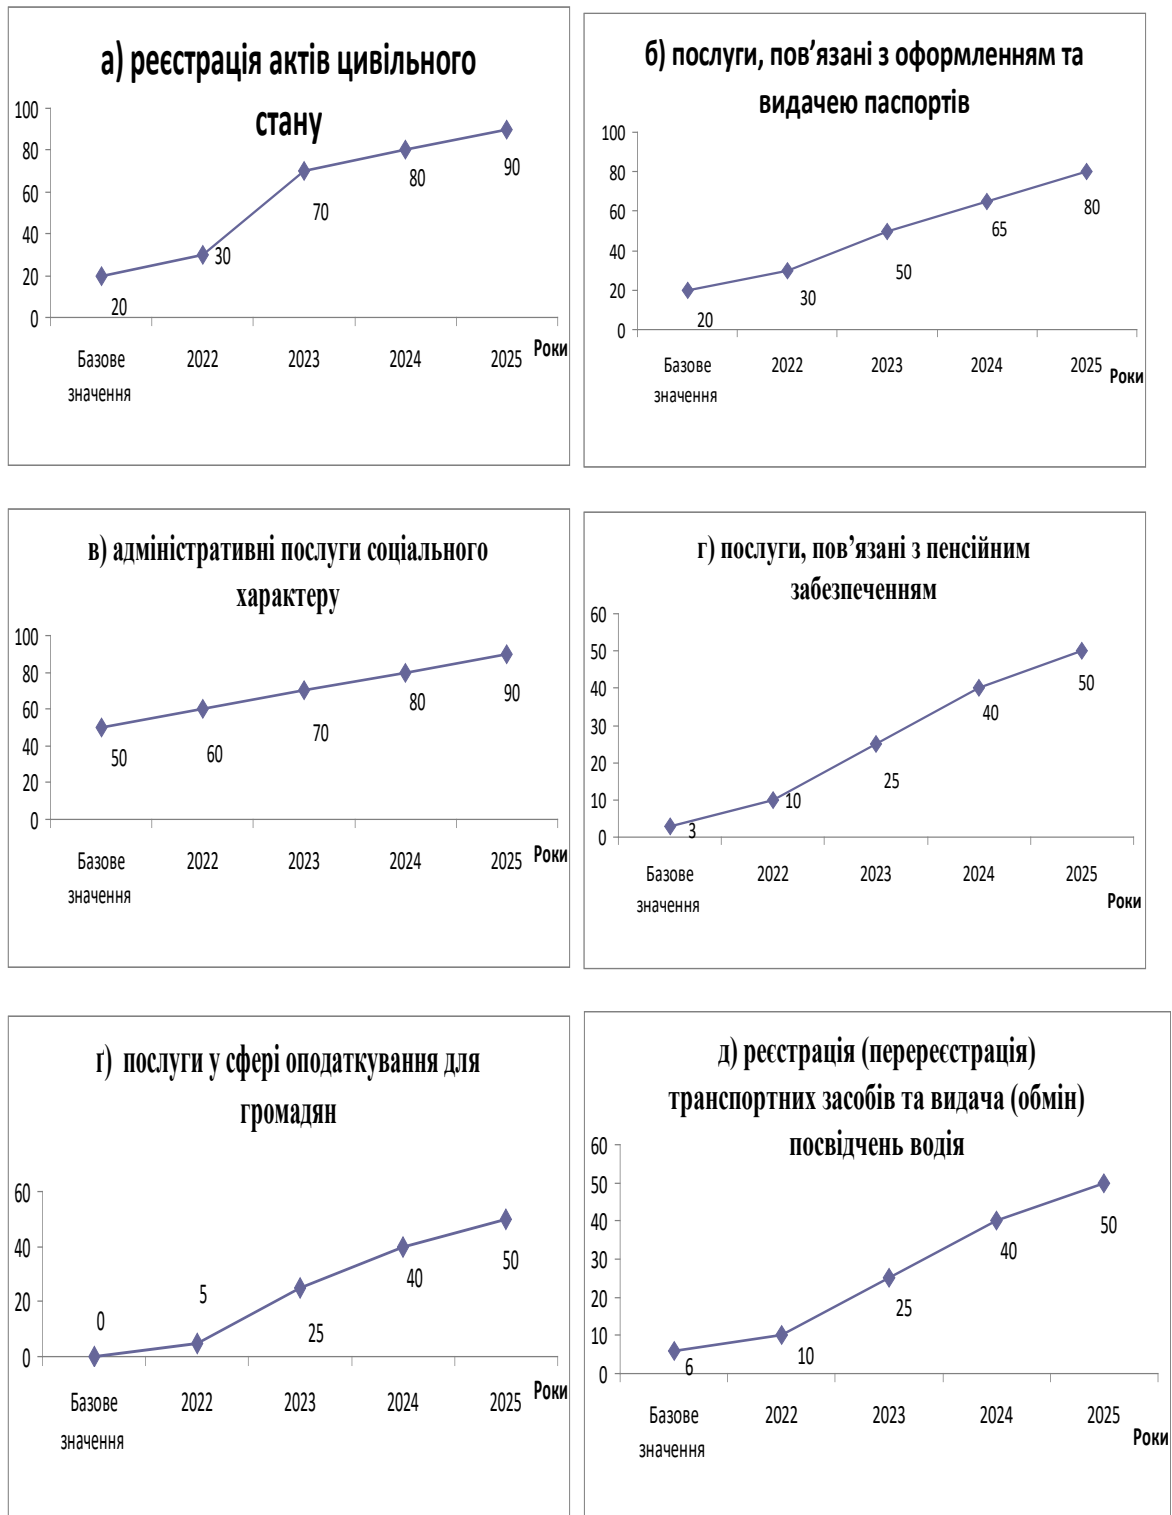 а) реєстрація актів цивільного
стану
100
80
60
40
20
0
20
30
70
80
90
Базове
значення
2022
2023
2024
2025
Роки
б) послуги, пов’язані з оформленням та
видачею паспортів
100
80
60
40
20
0
20
30
50
65
80
Базове
значення
2022
2023
2024
2025
Роки
в) адміністративні послуги соціального
характеру
100
80
60
40
20
0
50
60
70
80
90
Базове
значення
2022
2023
2024
2025
Роки
г) послуги, пов’язані з пенсійним
забезпеченням
60
50
40
30
20
10
0
3
10
25
40
50
Базове
значення
2022
2023
2024
2025
Роки
ґ) послуги у сфері оподаткування для
громадян
60
40
20
0
0
5
25
40
50
Базове
значення
2022
2023
2024
2025
Роки
д) реєстрація (перереєстрація)
транспортних засобів та видача (обмін)
посвідчень водія
60
50
40
30
20
10
0
6
10
25
40
50
Базове
значення
2022
2023
2024
2025
Роки